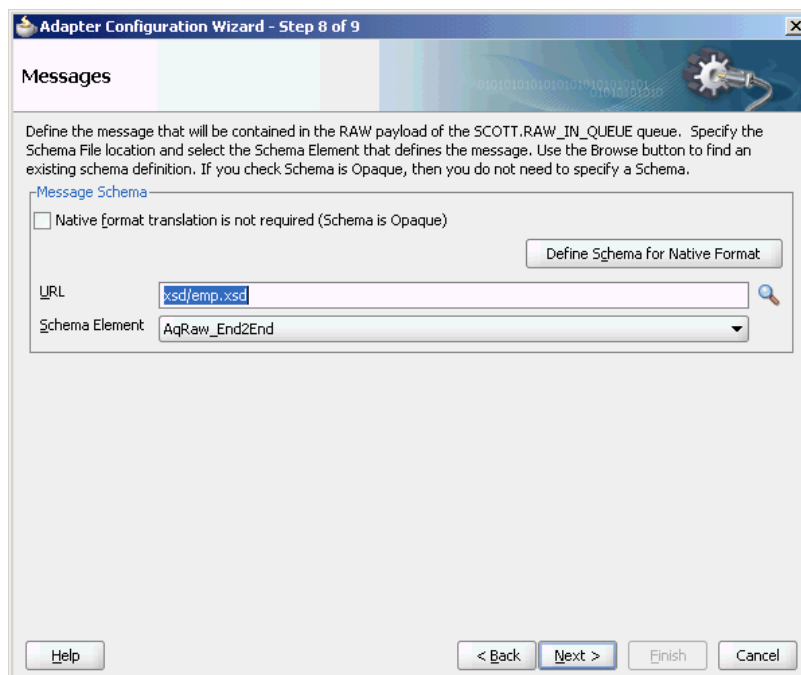 Adapter Configuration Wizard - Step 8 of 9
Messages
Define the message that will be contained in the RAW payload of the SCOTT.RAW_IN_QUEUE queue. Specify the
Schema File location and select the Schema Element that defines the message. Use the Browse button to find an
existing schema definition. If you check Schema is Opaque, then you do not need to specify a Schema.
Message Schema
Native format translation is not required (Schema is Opaque)
Define Schema for Native Format
URL
xsd/emp.xsd
Schema Element
AqRaw_End2End
Help
< Back
Next >
Finish
Cancel